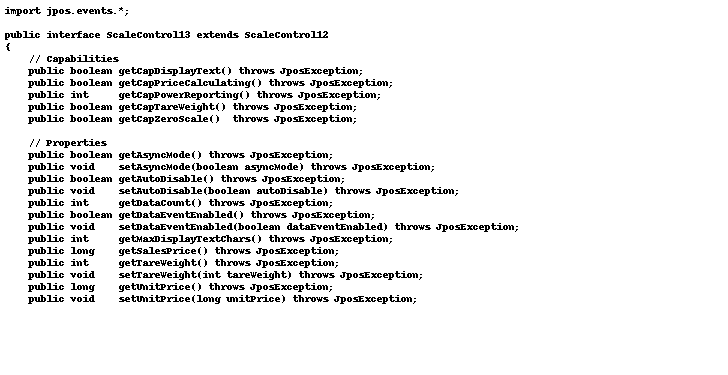 import jpos.events.*;
public interface ScaleControl13 extends ScaleControl12
{
// Capabilities
public boolean getCapDisplayText() throws JposException;
public boolean getCapPriceCalculating() throws JposException;
public int getCapPowerReporting() throws JposException;
public boolean getCapTareWeight() throws JposException;
public boolean getCapZeroScale() throws JposException;
// Properties
public boolean getAsyncMode() throws JposException;
public void setAsyncMode(boolean asyncMode) throws JposException;
public boolean getAutoDisable() throws JposException;
public void setAutoDisable(boolean autoDisable) throws JposException;
public int getDataCount() throws JposException;
public boolean getDataEventEnabled() throws JposException;
public void setDataEventEnabled(boolean dataEventEnabled) throws JposException;
public int getMaxDisplayTextChars() throws JposException;
public long getSalesPrice() throws JposException;
public int getTareWeight() throws JposException;
public void setTareWeight(int tareWeight) throws JposException;
public long getUnitPrice() throws JposException;
public void setUnitPrice(long unitPrice) throws JposException;